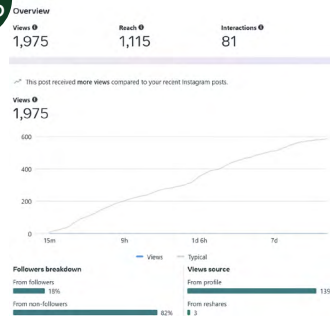 Overview
Views Reach Interactions
1,975 1,115 81
This post received more views compared to your recent Instagram posts.
Views
1,975
600
400
200
0
15m 9h 1d 6h 7d
Views Typical
Followers breakdown Views source
From followers From profile
18% 139
From non-followers From reshares
82% 3